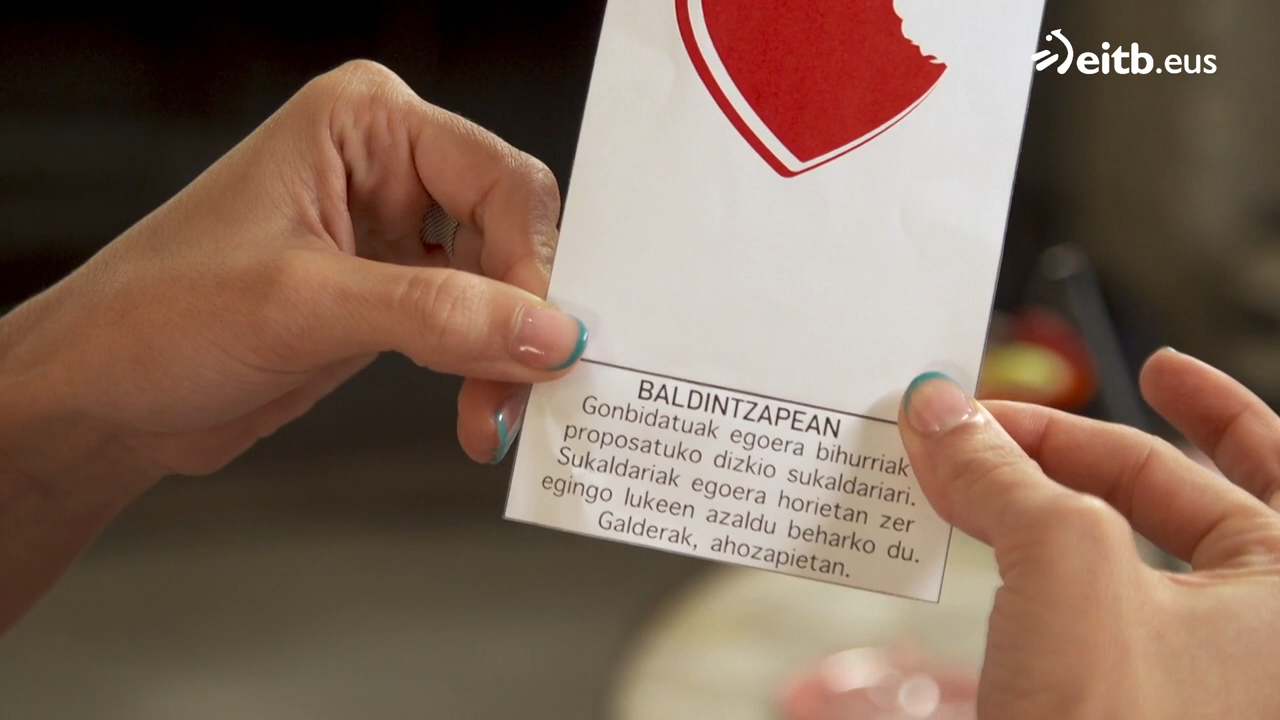 eitb.eus
BALDINTZAPEAN
Gonbidatuak egoera bihurriak
proposatuko dizkio sukaldariari.
Sukaldariak egoera horietan zer
egingo lukeen azaldu beharko du.
Galderak, ahozapietan.